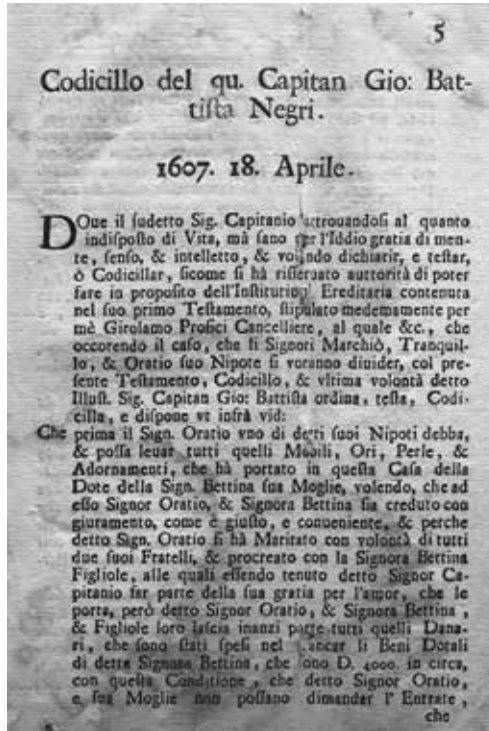 5
Codicillo del qu. Capitan Gio: Bat-
tiſta Negri.
1607. 18. Aprile.
DOue il ſudetto Sig. Capitanio attrouandoſi al quanto
indiſpoſto di Vita, mà ſano per l'Iddio gratia di men-
te, ſenſo, & intelletto, & volendo dichiarir, e teſtar,
ò Codicillar, ſicome ſi hà riſſeruato auttorità di poter
fare in propoſito dell'Inſtitution Ereditaria contenuta
nel ſuo primo Teſtamento, ſtipulato medemamente per
mè Girolamo Profici Cancelliere, al quale &c., che
occorendo il caſo, che li Signori Marchiò, Tranquil-
lo, & Oratio ſuo Nipote ſi voranno diuider, col pre-
ſente Teſtamento, Codicillo, & vltima volontà detto
Illuſt. Sig. Capitan Gio: Battiſta ordina, teſta, Codi-
cilla, e diſpone vt infrà vid:
Che prima il Sign. Oratio vno di detti ſuoi Nipoti debba,
& poſſa leuar tutti quelli Mobili, Ori, Perle, &
Adornamenti, che hà portato in queſta Caſa della
Dote della Sign. Bettina ſua Moglie, volendo, che ad
eſſo Signor Oratio, & Signora Bettina ſia creduto con
giuramento, come è giuſto, e conueniente, & perche
detto Sign. Oratio ſi hà Maritato con volontà di tutti
due ſuoi Fratelli, & procreato con la Signora Bettina
Figliole, alle quali eſſendo tenuto detto Signor Ca-
pitanio far parte della ſua gratia per l'amor, che le
porta, però detto Signor Oratio, & Signora Bettina,
& Figliole loro laſcia inanzi parte tutti quelli Dana-
ri, che ſono ſtati ſpeſi nel li Beni Dotali
di detta Signora Bettina, che ſono D. 4000. in circa,
con queſta Conditione, che detto Signor Oratio,
e ſua Moglie non poſſano dimandar l'Entrate,
che